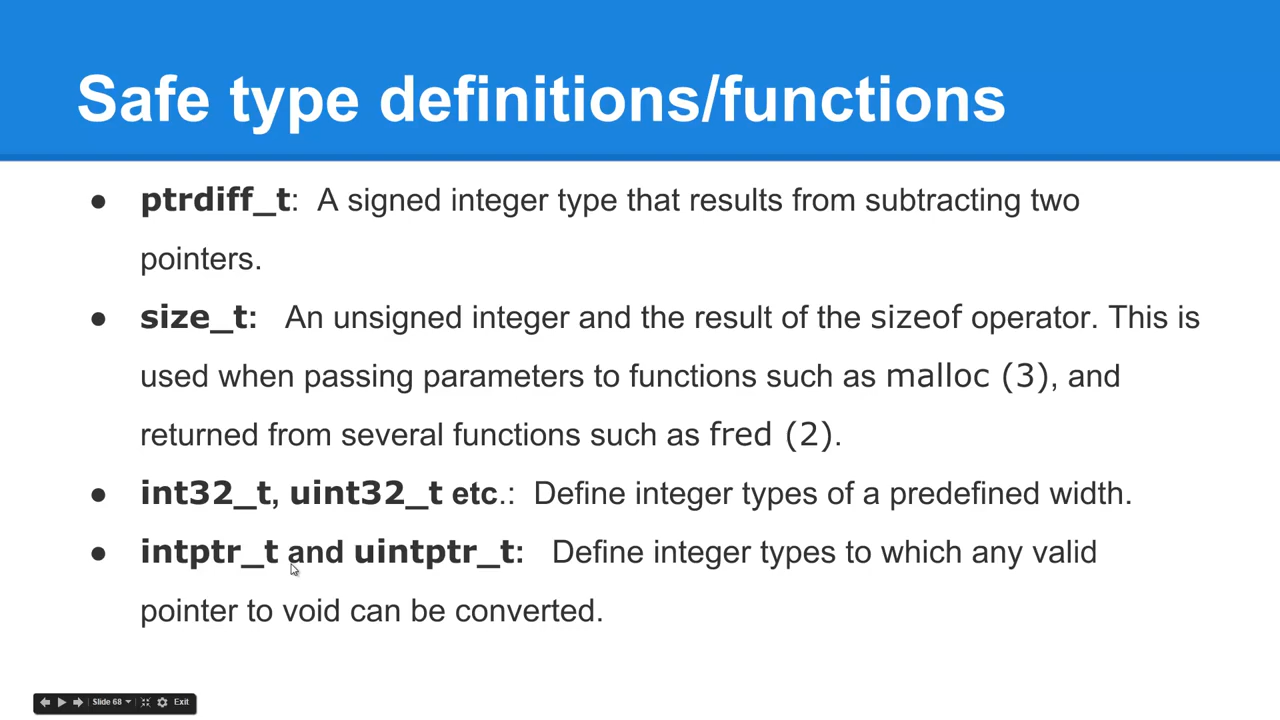 Safe type definitions/functions
● ptrdiff_t: A signed integer type that results from subtracting two
pointers.
● size_t: An unsigned integer and the result of the sizeof operator. This is
used when passing parameters to functions such as malloc (3), and
returned from several functions such as fred (2).
● int32_t, uint32_t etc.: Define integer types of a predefined width.
● intptr_t and uintptr_t: Define integer types to which any valid
pointer to void can be converted.
Slide 68 Exit